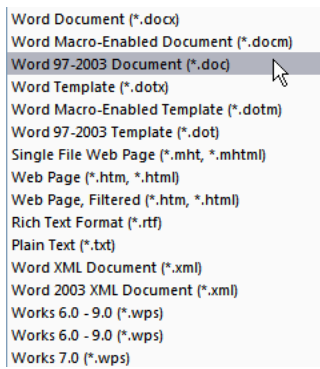 Word Document (*.docx)
Word Macro-Enabled Document (*.docm)
Word 97-2003 Document (*.doc)
Word Template (*.dotx)
Word Macro-Enabled Template (*.dotm)
Word 97-2003 Template (*.dot)
Single File Web Page (*.mht, *.mhtml)
Web Page (*.htm, *.html)
Web Page, Filtered (*.htm, *.html)
Rich Text Format (*.rtf)
Plain Text (*.txt)
Word XML Document (*.xml)
Word 2003 XML Document (*.xml)
Works 6.0 - 9.0 (*.wps)
Works 6.0 - 9.0 (*.wps)
Works 7.0 (*.wps)